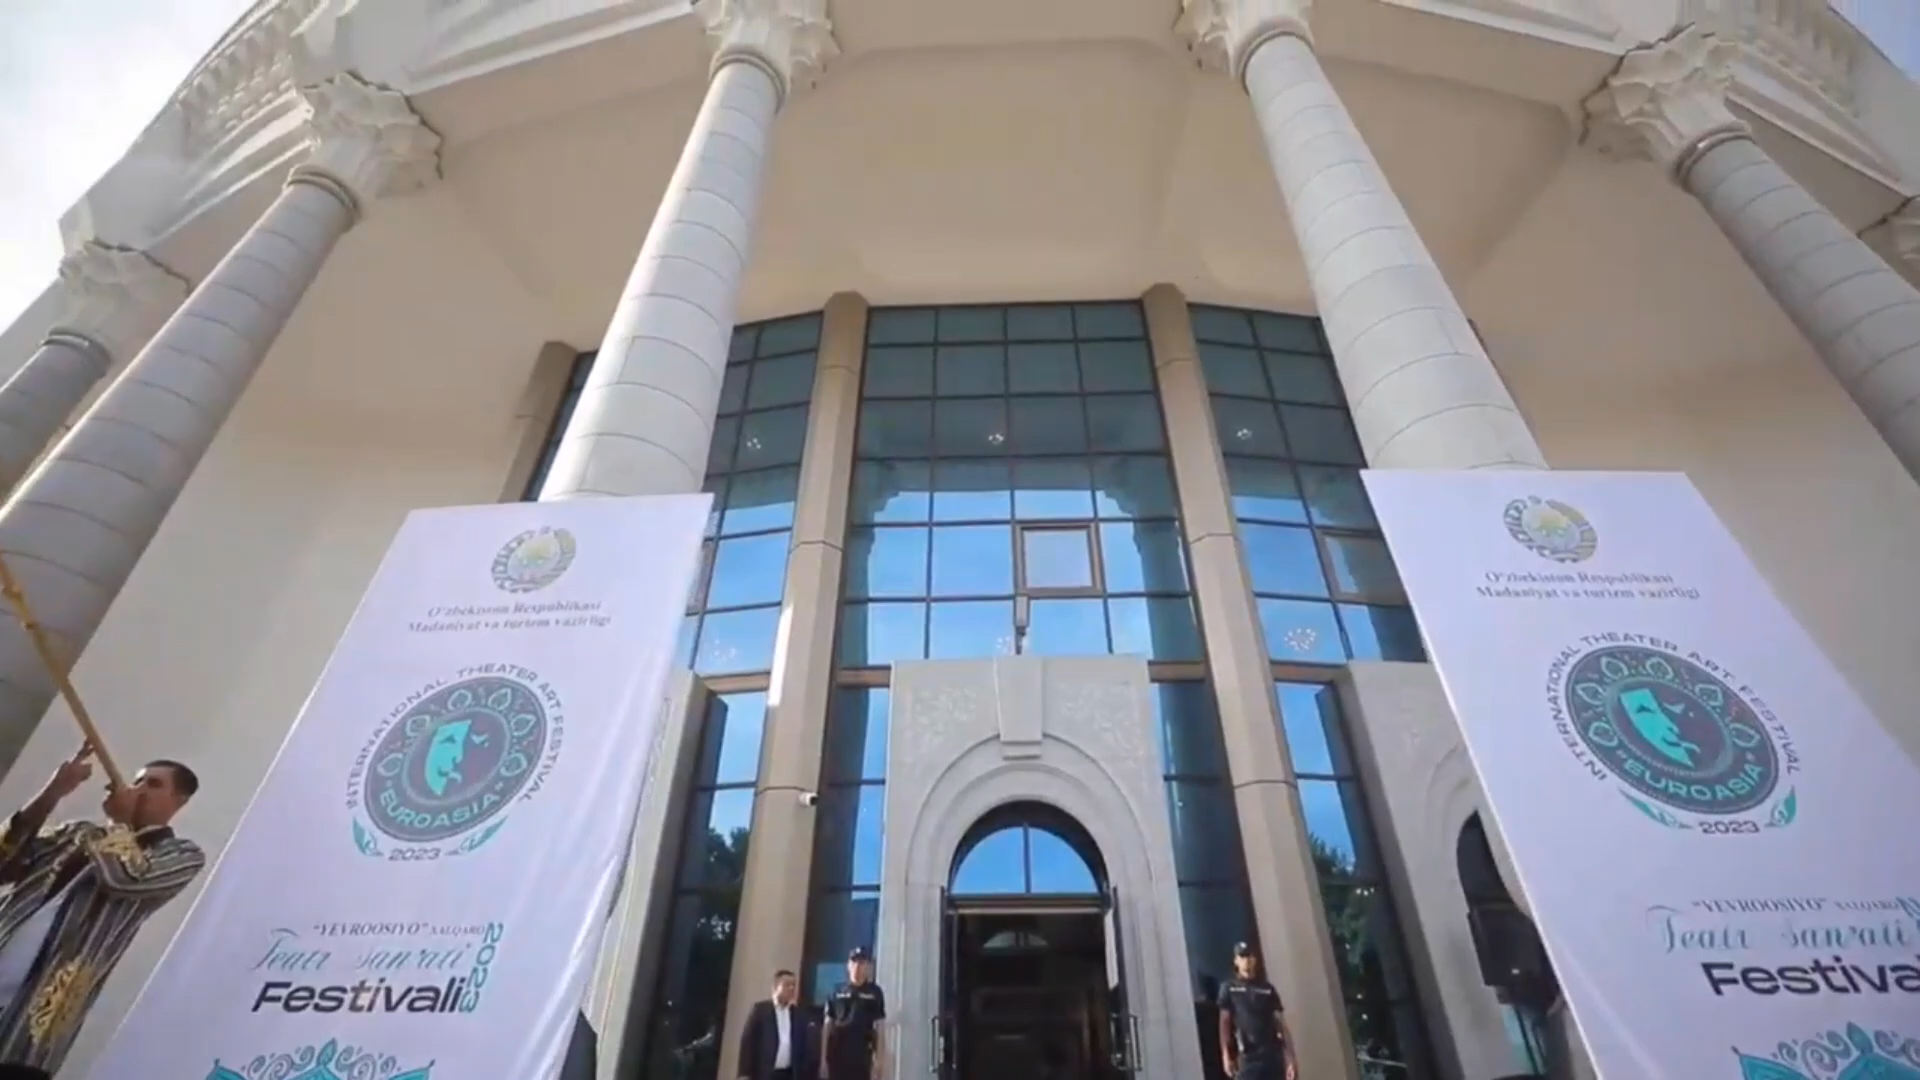 O'zbekiston Respublikasi
Madaniyat va turizm vazirligi
INTERNATIONAL THEATER ART FESTIVAL
"EUROASIA"
2023
"YEVROOSIYO" XALQARO
Teatr san'ati
Festivali
2023
O'zbekiston Respublikasi
Madaniyat va turizm vazirligi
INTERNATIONAL THEATER ART FESTIVAL
"EUROASIA"
2023
"YEVROOSIYO" XALQARO
Teatr san'ati
Festiva